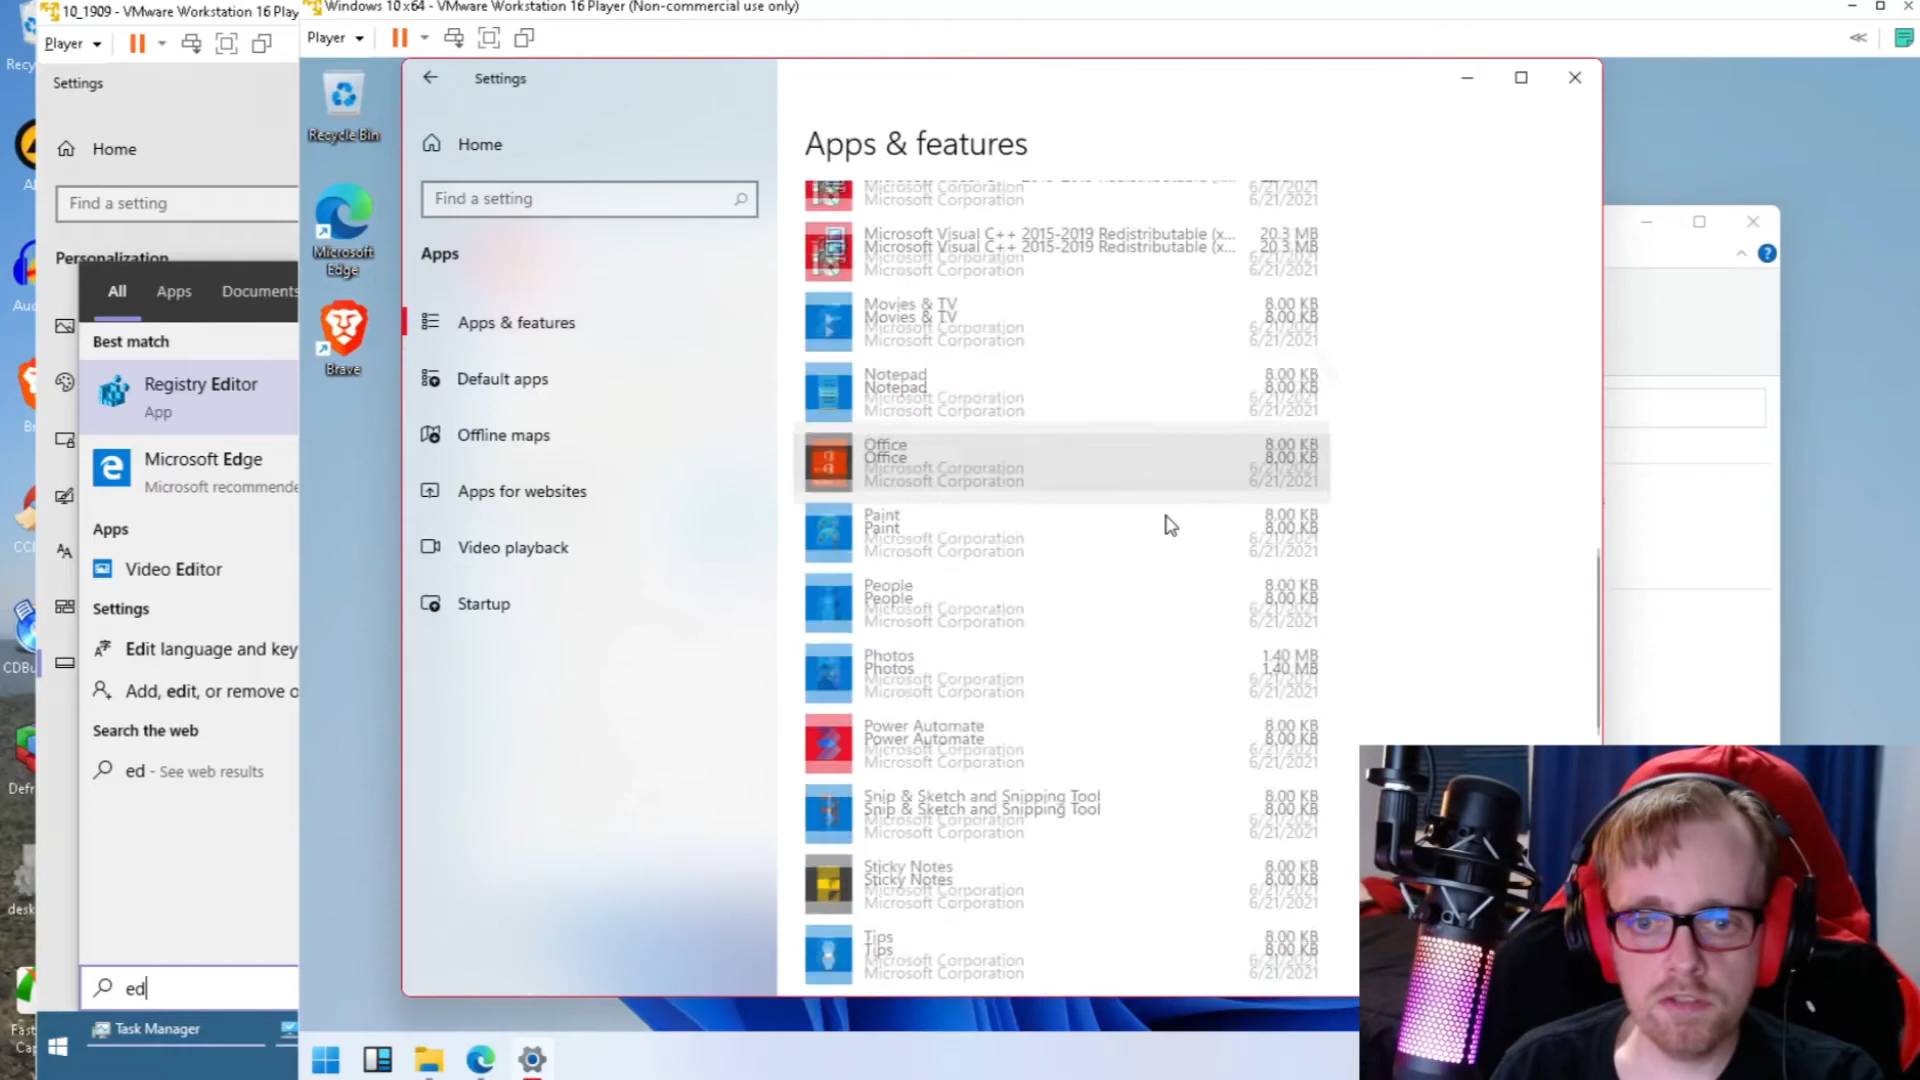 10_1909 - VMware Workstation 16 Play
Windows 10 x64 - VMware Workstation 16 Player (Non-commercial use only)
Player
Player
Settings
Home
Find a setting
Personalization
All Apps Documents
Best match
Registry Editor
App
Microsoft Edge
Microsoft recommende
Apps
Video Editor
Settings
Edit language and key
Add, edit, or remove o
Search the web
ed - See web results
ed
Task Manager
Recycle Bin
Microsoft
Edge
Brave
Settings
Home
Find a setting
Apps
Apps & features
Default apps
Offline maps
Apps for websites
Video playback
Startup
Apps & features
Microsoft Corporation 6/21/2021
Microsoft Visual C++ 2015-2019 Redistributable (x... 20.3 MB
Microsoft Corporation 6/21/2021
Movies & TV 8.00 KB
Microsoft Corporation 6/21/2021
Notepad 8.00 KB
Microsoft Corporation 6/21/2021
Office 8.00 KB
Microsoft Corporation 6/21/2021
Paint 8.00 KB
Microsoft Corporation 6/21/2021
People 8.00 KB
Microsoft Corporation 6/21/2021
Photos 1.40 MB
Microsoft Corporation 6/21/2021
Power Automate 8.00 KB
Microsoft Corporation 6/21/2021
Snip & Sketch and Snipping Tool 8.00 KB
Microsoft Corporation 6/21/2021
Sticky Notes 8.00 KB
Microsoft Corporation 6/21/2021
Tips 8.00 KB
Microsoft Corporation 6/21/2021